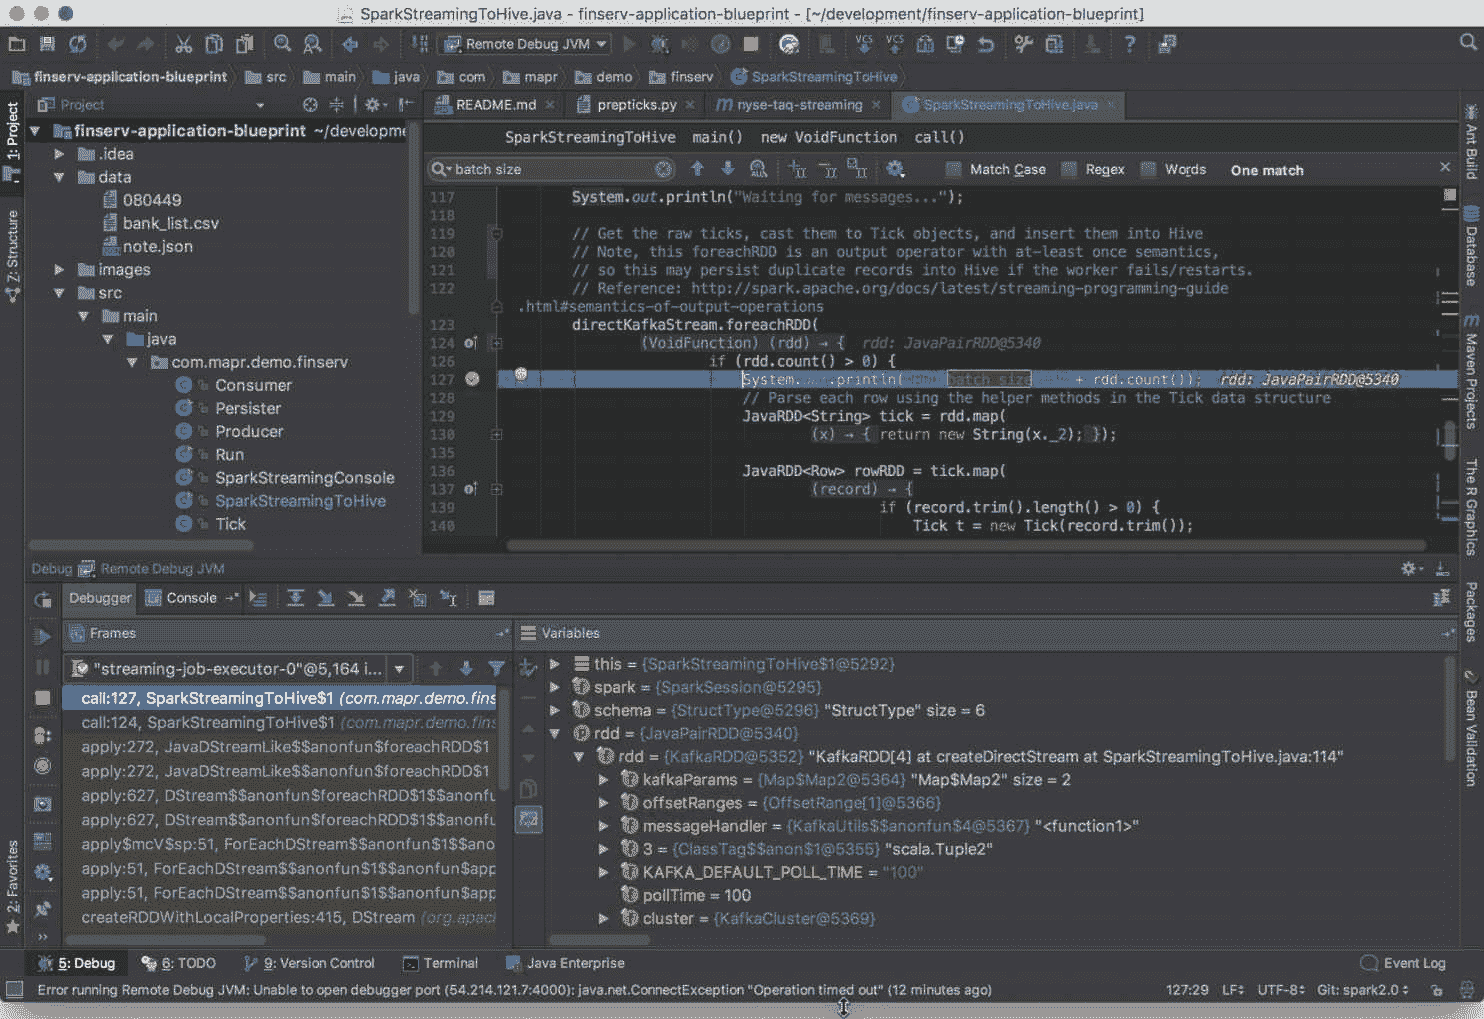 SparkStreamingToHive.java - finserv-application-blueprint - [~/development/finserv-application-blueprint]
Remote Debug JVM
VCS VCS
finserv-application-blueprint src main java com mapr demo finserv SparkStreamingToHive
Project
README.md prepticks.py nyse-taq-streaming SparkStreamingToHive.java
1: Project
Z: Structure
2: Favorites
finserv-application-blueprint ~/developme
.idea
data
080449
bank_list.csv
note.json
images
src
main
java
com.mapr.demo.finserv
Consumer
Persister
Producer
Run
SparkStreamingConsole
SparkStreamingToHive
Tick
SparkStreamingToHive main() new VoidFunction call()
batch size
Match Case Regex Words One match
117 System.out.println("Waiting for messages...");
118
119 // Get the raw ticks, cast them to Tick objects, and insert them into Hive
120 // Note, this foreachRDD is an output operator with at-least once semantics,
121 // so this may persist duplicate records into Hive if the worker fails/restarts.
122 // Reference: http://spark.apache.org/docs/latest/streaming-programming-guide
.html#semantics-of-output-operations
123 directKafkaStream.foreachRDD(
124 (VoidFunction) (rdd) → { rdd: JavaPairRDD@5340
126 if (rdd.count() > 0) {
127 System. .println( batch size + rdd.count()); rdd: JavaPairRDD@5340
128 // Parse each row using the helper methods in the Tick data structure
129 JavaRDD<String> tick = rdd.map(
130 (x) → { return new String(x._2); });
135
136 JavaRDD<Row> rowRDD = tick.map(
137 (record) → {
139 if (record.trim().length() > 0) {
140 Tick t = new Tick(record.trim());
Ant Build
Database
Maven Projects
The R Graphics
Packages
Bean Validation
Debug Remote Debug JVM
Debugger Console
Frames
"streaming-job-executor-0"@5,164 i...
call:127, SparkStreamingToHive$1 (com.mapr.demo.fins
call:124, SparkStreamingToHive$1 (com.mapr.demo.fins
apply:272, JavaDStreamLike$$anonfun$foreachRDD$1
apply:272, JavaDStreamLike$$anonfun$foreachRDD$1
apply:627, DStream$$anonfun$foreachRDD$1$$anonfu
apply:627, DStream$$anonfun$foreachRDD$1$$anonfu
apply$mcV$sp:51, ForEachDStream$$anonfun$1$$anonf
apply:51, ForEachDStream$$anonfun$1$$anonfun$app
apply:51, ForEachDStream$$anonfun$1$$anonfun$app
createRDDWithLocalProperties:415, DStream (org.apac
Variables
this = {SparkStreamingToHive$1@5292}
spark = {SparkSession@5295}
schema = {StructType@5296} "StructType" size = 6
rdd = {JavaPairRDD@5340}
rdd = {KafkaRDD@5352} "KafkaRDD[4] at createDirectStream at SparkStreamingToHive.java:114"
kafkaParams = {Map$Map2@5364} "Map$Map2" size = 2
offsetRanges = {OffsetRange[1]@5366}
messageHandler = {KafkaUtils$$anonfun$4@5367} "<function1>"
3 = {ClassTag$$anon$1@5355} "scala.Tuple2"
KAFKA_DEFAULT_POLL_TIME = "100"
pollTime = 100
cluster = {KafkaCluster@5369}
5: Debug 6: TODO 9: Version Control Terminal Java Enterprise Event Log
Error running Remote Debug JVM: Unable to open debugger port (54.214.121.7:4000): java.net.ConnectException "Operation timed out" (12 minutes ago) 127:29 LF UTF-8 Git: spark2.0